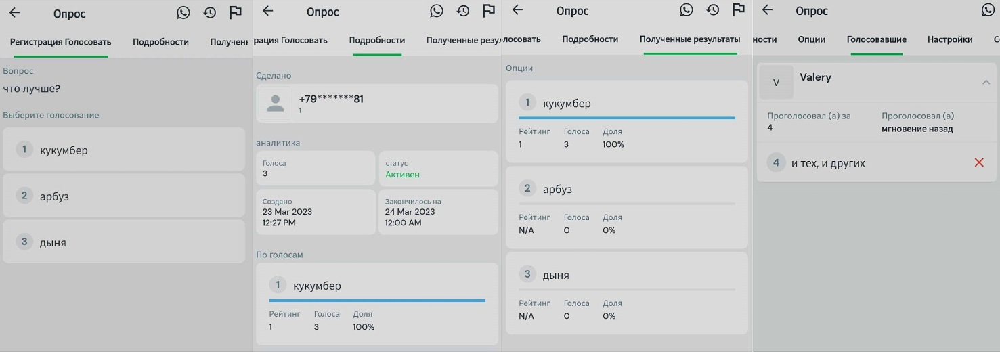 Опрос
Регистрация Голосовать Подробности Получен
Вопрос
что лучше?
Выберите голосование
1 кукумбер
2 арбуз
3 дыня
Опрос
рация Голосовать Подробности Полученные резул
Сделано
+79*******81
1
аналитика
Голоса
3
статус
Активен
Создано
23 Mar 2023
12:27 PM
Закончилось на
24 Mar 2023
12:00 AM
По голосам
1 кукумбер
Рейтинг Голоса Доля
1 3 100%
Опрос
лосовать Подробности Полученные результаты
Опции
1 кукумбер
Рейтинг Голоса Доля
1 3 100%
2 арбуз
Рейтинг Голоса Доля
N/A 0 0%
3 дыня
Рейтинг Голоса Доля
N/A 0 0%
Опрос
ности Опции Голосовавшие Настройки
V Valery
Проголосовал (а) за Проголосовал (а)
4 мгновение назад
4 и тех, и других